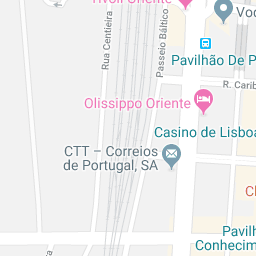 Tivoli Oriente
Voc
Rua Centieira
Passeio Báltico
Pavilhão De P
R. Carib
Olissippo Oriente
Casino de Lisboa
CTT – Correios
de Portugal, SA
C
Pavilh
Conhecim